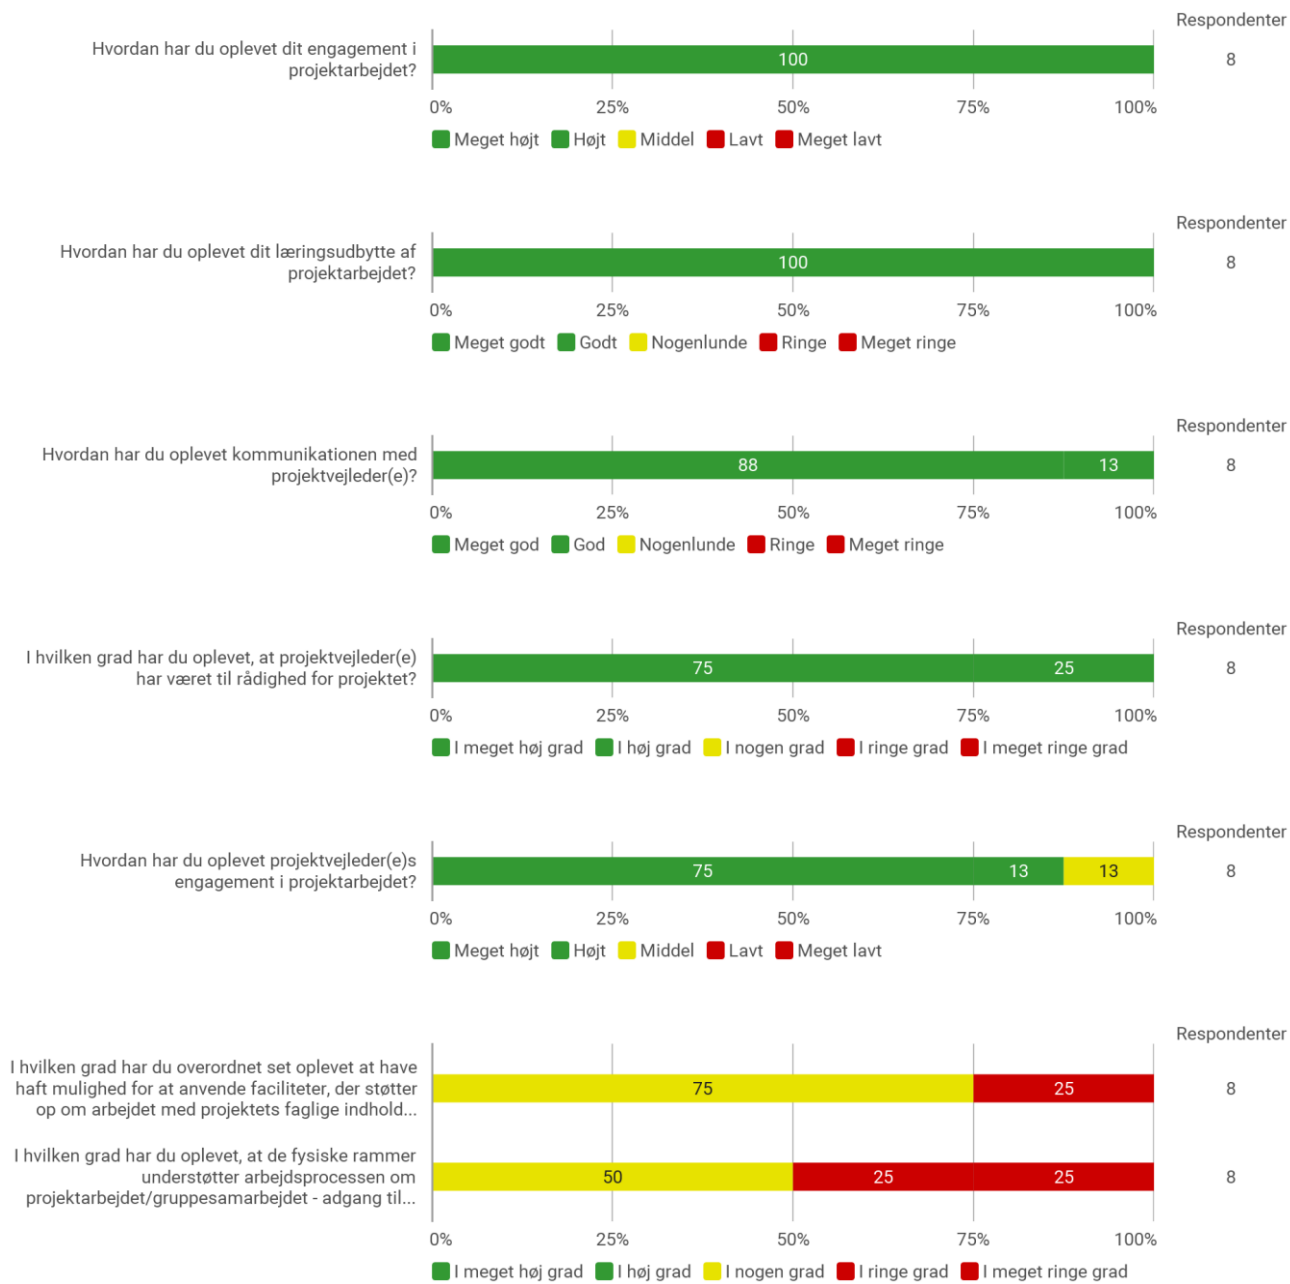 Respondenter
Hvordan har du oplevet dit engagement i
projektarbejdet?
100
8
0% 25% 50% 75% 100%
Meget højt Højt Middel Lavt Meget lavt
Respondenter
Hvordan har du oplevet dit læringsudbytte af
projektarbejdet?
100
8
0% 25% 50% 75% 100%
Meget godt Godt Nogenlunde Ringe Meget ringe
Respondenter
Hvordan har du oplevet kommunikationen med
projektvejleder(e)?
88 13
8
0% 25% 50% 75% 100%
Meget god God Nogenlunde Ringe Meget ringe
Respondenter
I hvilken grad har du oplevet, at projektvejleder(e)
har været til rådighed for projektet?
75 25
8
0% 25% 50% 75% 100%
I meget høj grad I høj grad I nogen grad I ringe grad I meget ringe grad
Respondenter
Hvordan har du oplevet projektvejleder(e)s
engagement i projektarbejdet?
75 13 13
8
0% 25% 50% 75% 100%
Meget højt Højt Middel Lavt Meget lavt
Respondenter
I hvilken grad har du overordnet set oplevet at have
haft mulighed for at anvende faciliteter, der støtter
op om arbejdet med projektets faglige indhold...
75 25
8
I hvilken grad har du oplevet, at de fysiske rammer
understøtter arbejdsprocessen om
projektarbejdet/gruppesamarbejdet - adgang til...
50 25 25
8
0% 25% 50% 75% 100%
I meget høj grad I høj grad I nogen grad I ringe grad I meget ringe grad